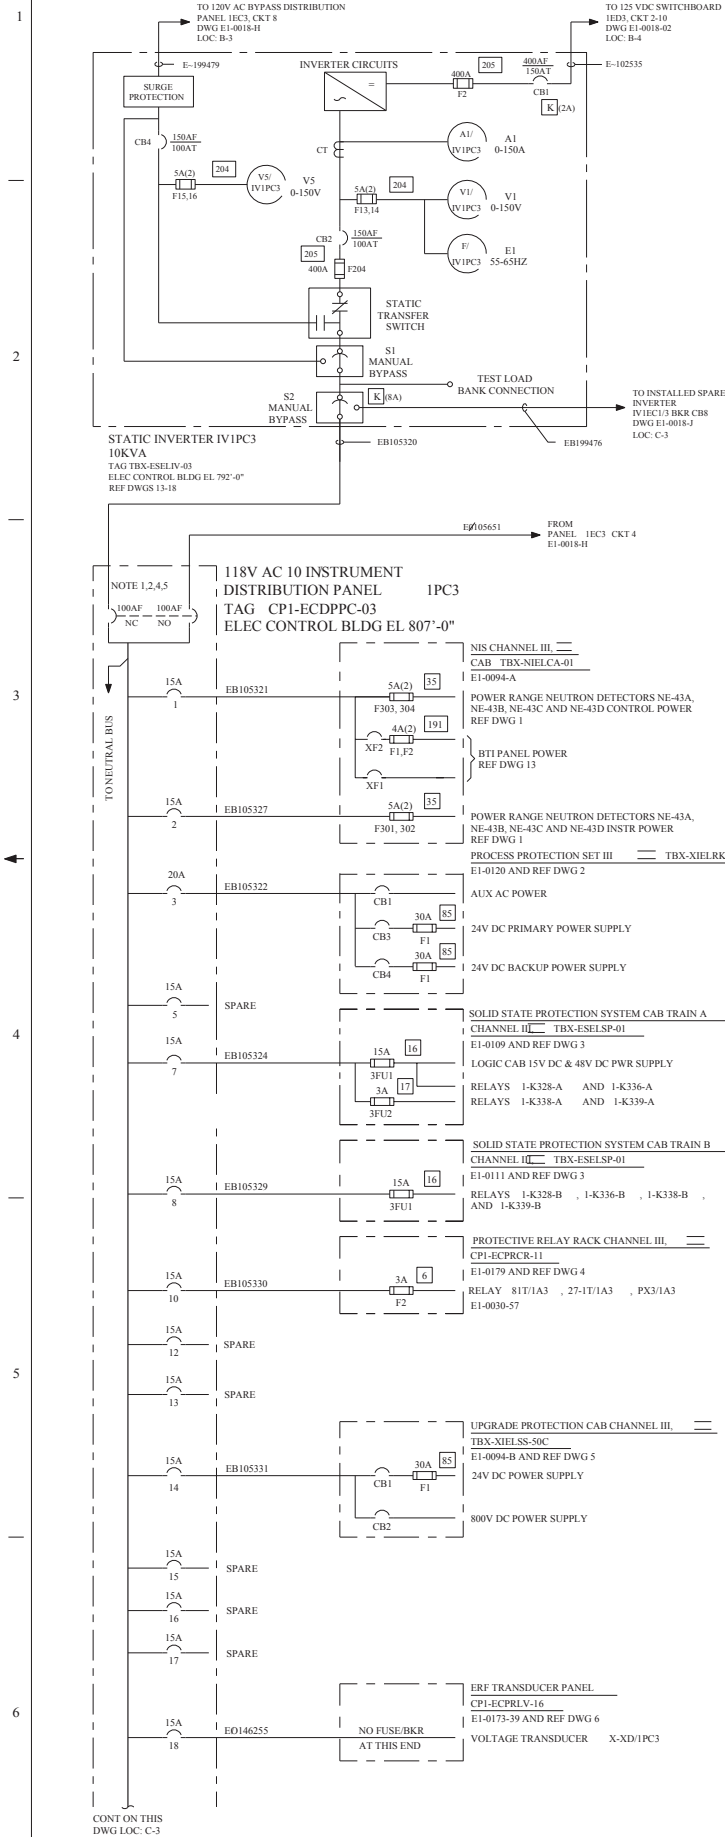 1
TO 120V AC BYPASS DISTRIBUTION
PANEL 1EC3, CKT 8
DWG E1-0018-H
LOC: B-3
TO 125 VDC SWITCHBOARD
1ED3, CKT 2-10
DWG E1-0018-02
LOC: B-4
E~199479
INVERTER CIRCUITS
205
400AF
150AT
E~102535
SURGE
PROTECTION
=
400A
F2
CB1
K (2A)
CB4
150AF
100AT
CT
A1/
IV1PC3
A1
0-150A
5A(2)
204
F15,16
V5/
IV1PC3
V5
0-150V
5A(2)
204
F13,14
V1/
IV1PC3
V1
0-150V
CB2
150AF
100AT
F/
IV1PC3
E1
55-65HZ
205
400A
F204
STATIC
TRANSFER
SWITCH
2
S1
MANUAL
BYPASS
TEST LOAD
BANK CONNECTION
S2
MANUAL
BYPASS
K (8A)
TO INSTALLED SPARE
INVERTER
IV1EC1/3 BKR CB8
DWG E1-0018-J
LOC: C-3
EB105320
EB199476
STATIC INVERTER IV1PC3
10KVA
TAG TBX-ESELIV-03
ELEC CONTROL BLDG EL 792'-0"
REF DWGS 13-18
E0105651
FROM
PANEL 1EC3 CKT 4
E1-0018-H
118V AC 10 INSTRUMENT
DISTRIBUTION PANEL 1PC3
TAG CP1-ECDPPC-03
ELEC CONTROL BLDG EL 807'-0"
NOTE 1,2,4,5
100AF 100AF
NC NO
3
TO NEUTRAL BUS
NIS CHANNEL III,
CAB TBX-NIELCA-01
E1-0094-A
15A
1
EB105321
5A(2)
35
F303, 304
POWER RANGE NEUTRON DETECTORS NE-43A,
NE-43B, NE-43C AND NE-43D CONTROL POWER
REF DWG 1
XF2
4A(2)
191
F1,F2
BTI PANEL POWER
REF DWG 13
XF1
15A
2
EB105327
5A(2)
35
F301, 302
POWER RANGE NEUTRON DETECTORS NE-43A,
NE-43B, NE-43C AND NE-43D INSTR POWER
REF DWG 1
PROCESS PROTECTION SET III TBX-XIELRK
E1-0120 AND REF DWG 2
20A
3
EB105322
CB1
AUX AC POWER
CB3
30A
85
F1
24V DC PRIMARY POWER SUPPLY
CB4
30A
85
F1
24V DC BACKUP POWER SUPPLY
15A
5
SPARE
4
SOLID STATE PROTECTION SYSTEM CAB TRAIN A
CHANNEL III, TBX-ESELSP-01
E1-0109 AND REF DWG 3
15A
7
EB105324
15A
16
3FU1
LOGIC CAB 15V DC & 48V DC PWR SUPPLY
RELAYS 1-K328-A AND 1-K336-A
3A
17
3FU2
RELAYS 1-K338-A AND 1-K339-A
SOLID STATE PROTECTION SYSTEM CAB TRAIN B
CHANNEL III, TBX-ESELSP-01
E1-0111 AND REF DWG 3
15A
8
EB105329
15A
16
3FU1
RELAYS 1-K328-B , 1-K336-B , 1-K338-B ,
AND 1-K339-B
PROTECTIVE RELAY RACK CHANNEL III,
CP1-ECPRCR-11
E1-0179 AND REF DWG 4
15A
10
EB105330
3A
6
F2
RELAY 81T/1A3 , 27-1T/1A3 , PX3/1A3
E1-0030-57
15A
12
SPARE
5
15A
13
SPARE
UPGRADE PROTECTION CAB CHANNEL III,
TBX-XIELSS-50C
E1-0094-B AND REF DWG 5
15A
14
EB105331
CB1
30A
85
F1
24V DC POWER SUPPLY
CB2
800V DC POWER SUPPLY
15A
15
SPARE
15A
16
SPARE
15A
17
SPARE
6
ERF TRANSDUCER PANEL
CP1-ECPRLV-16
E1-0173-39 AND REF DWG 6
15A
18
EO146255
NO FUSE/BKR
AT THIS END
VOLTAGE TRANSDUCER X-XD/1PC3
CONT ON THIS
DWG LOC: C-3